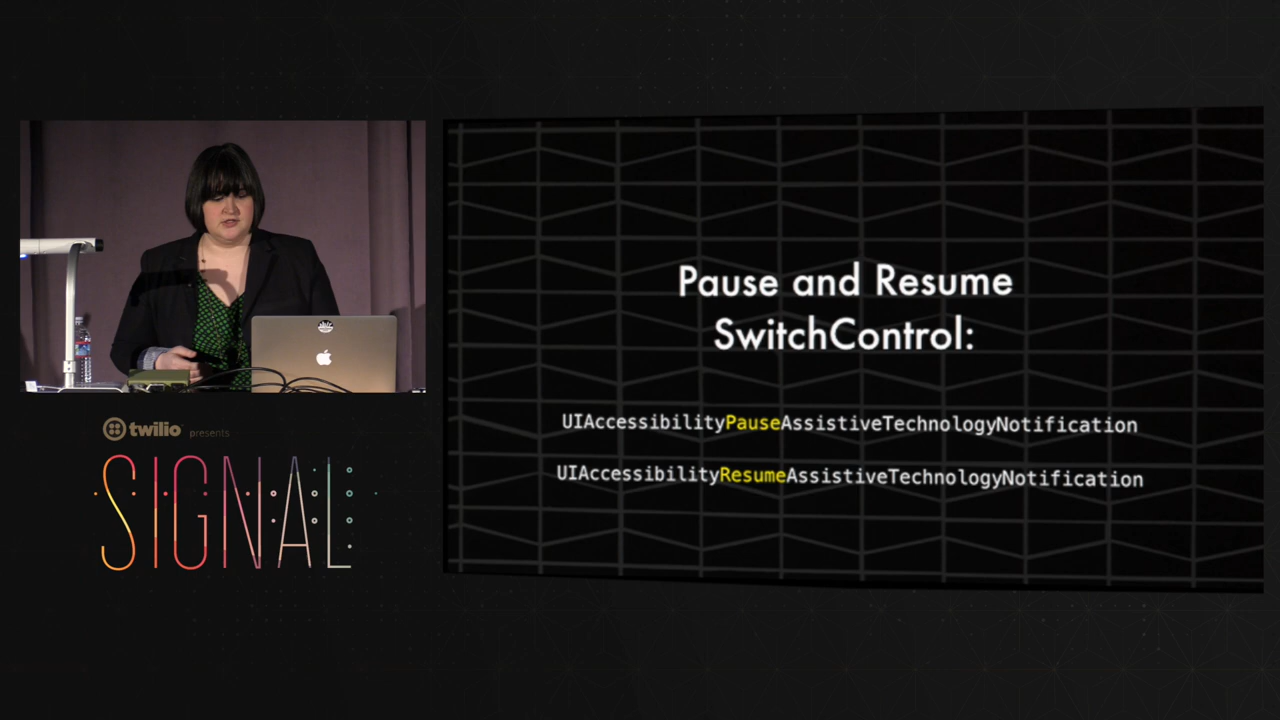 twilio presents
SIGNAL
Pause and Resume
SwitchControl:
UIAccessibilityPauseAssistiveTechnologyNotification
UIAccessibilityResumeAssistiveTechnologyNotification